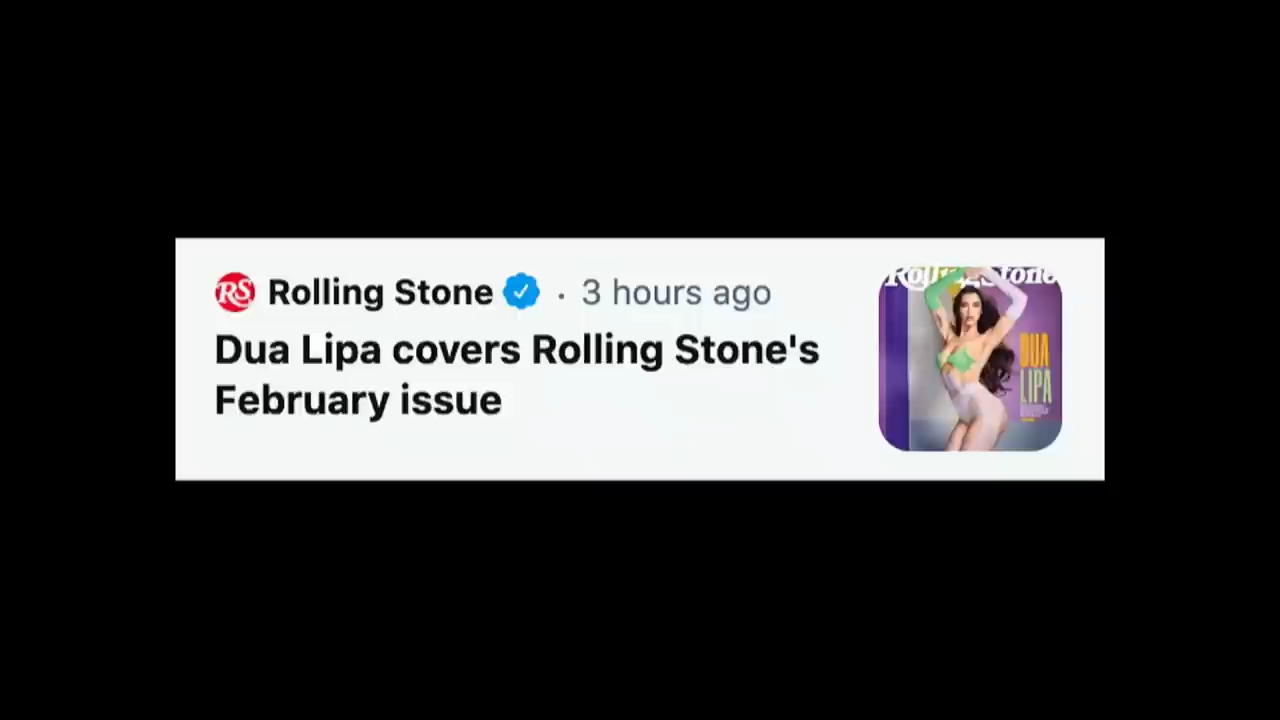 RS Rolling Stone · 3 hours ago
Dua Lipa covers Rolling Stone's
February issue
Rolling Stone
DUA
LIPA